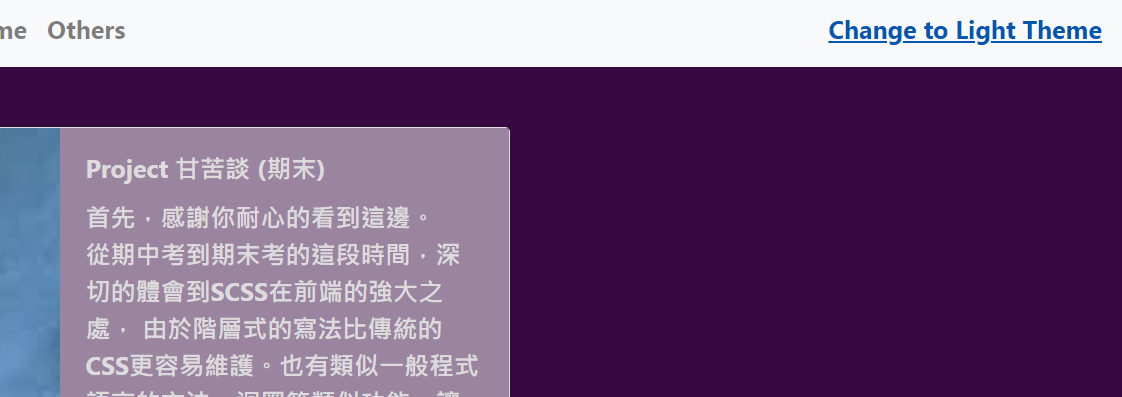 me Others Change to Light Theme
Project 甘苦談 (期末)
首先，感謝你耐心的看到這邊。
從期中考到期末考的這段時間，深
切的體會到SCSS在前端的強大之
處， 由於階層式的寫法比傳統的
CSS更容易維護。也有類似一般程式